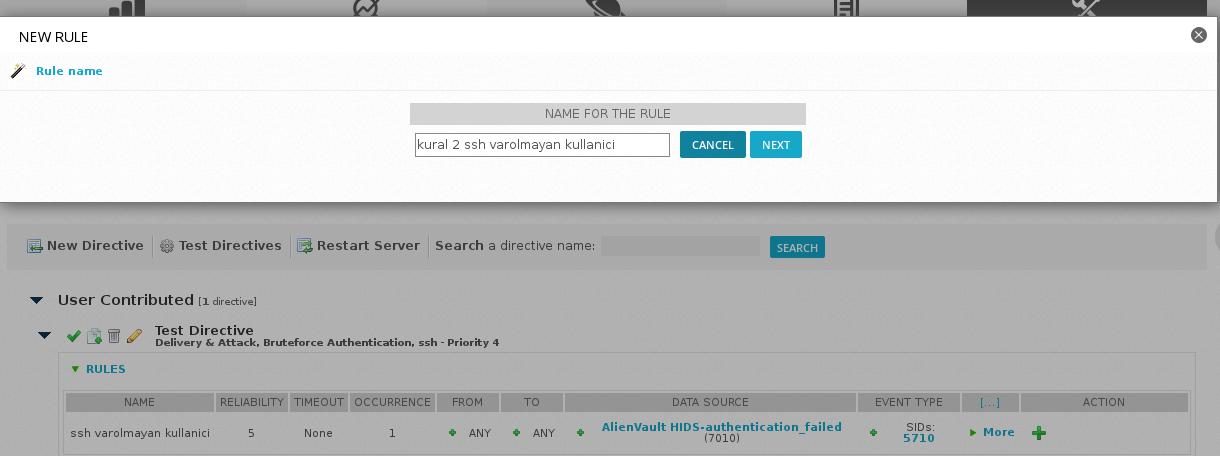 NEW RULE
Rule name
NAME FOR THE RULE
kural 2 ssh varolmayan kullanici CANCEL NEXT
New Directive Test Directives Restart Server Search a directive name: SEARCH
User Contributed [1 directive]
Test Directive
Delivery & Attack, Bruteforce Authentication, ssh - Priority 4
RULES
NAME RELIABILITY TIMEOUT OCCURRENCE FROM TO DATA SOURCE EVENT TYPE [...] ACTION
ssh varolmayan kullanici 5 None 1 ANY ANY AlienVault HIDS-authentication_failed SIDs: More
(7010) 5710